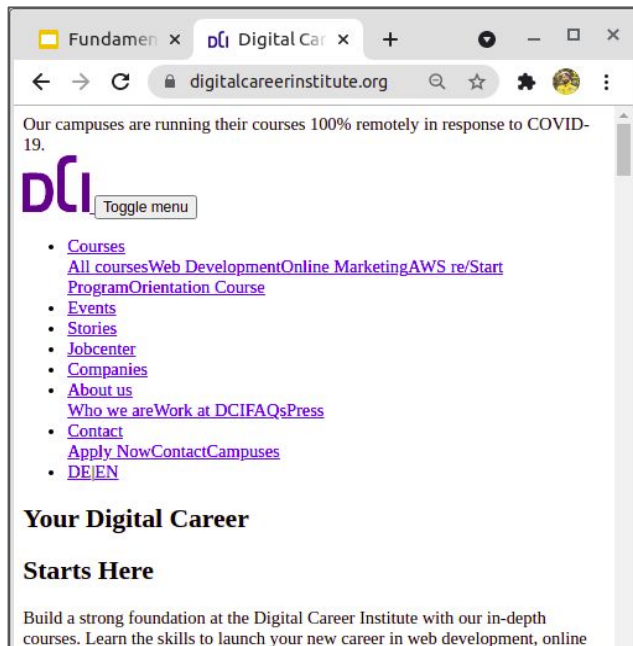 Fundamen
DCI Digital Car
digitalcareerinstitute.org
Our campuses are running their courses 100% remotely in response to COVID-
19.
DCI Toggle menu
Courses
All coursesWeb DevelopmentOnline MarketingAWS re/Start
ProgramOrientation Course
Events
Stories
Jobcenter
Companies
About us
Who we areWork at DCIFAQsPress
Contact
Apply NowContactCampuses
DE|EN
Your Digital Career
Starts Here
Build a strong foundation at the Digital Career Institute with our in-depth
courses. Learn the skills to launch your new career in web development, online